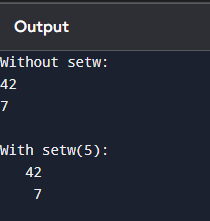 Output
Without setw:
42
7

With setw(5):
   42
    7